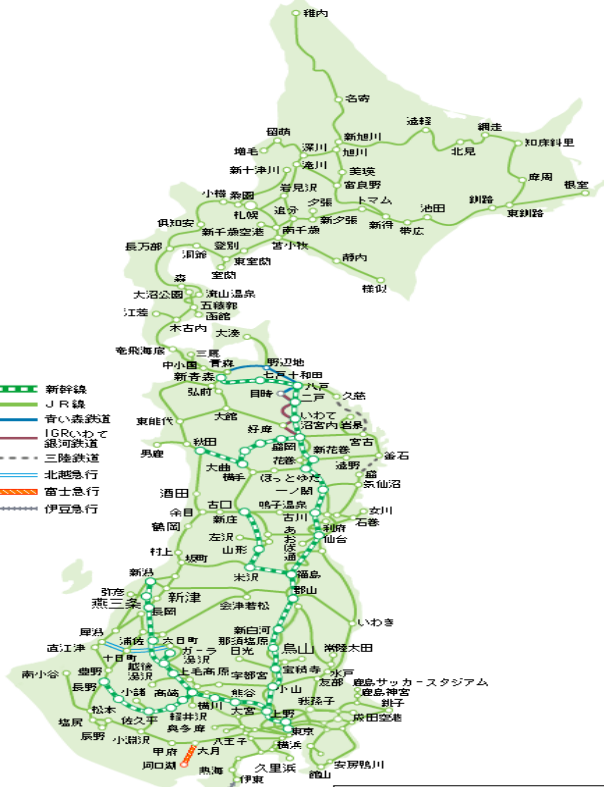 稚内
名寄
遠軽
網走
知床斜里
留萌
深川
新旭川
旭川
北見
増毛
滝川
新十津川
美瑛
富良野
摩周
根室
岩見沢
小樽
桑園
夕張
トマム
池田
釧路
追分
札幌
東釧路
倶知安
新夕張
新得
帯広
新千歳空港
南千歳
長万部
登別
苫小牧
洞爺
東室蘭
静内
室蘭
様似
森
大沼公園
流山温泉
五稜郭
江差
函館
木古内
大湊
竜飛海底
三厩
中小国
青森
野辺地
新青森
七戸十和田
八戸
新幹線
弘前
目時
二戸
久慈
ＪＲ線
大館
いわて
沼宮内
岩泉
青い森鉄道
東能代
好摩
IGRいわて
銀河鉄道
秋田
盛岡
宮古
新花巻
男鹿
花巻
釜石
三陸鉄道
大曲
遠野
横手
ほっとゆだ
盛
北越急行
気仙沼
一ノ関
富士急行
酒田
古口
鳴子温泉
伊豆急行
余目
新庄
古川
女川
石巻
鶴岡
左沢
あおば通
利府
仙台
山形
村上
坂町
米沢
福島
新潟
郡山
弥彦
新津
燕三条
会津若松
長岡
いわき
犀潟
新白河
浦佐
六日町
那須塩原
烏山
常陸太田
直江津
ガーラ
湯沢
日光
十日町
越後
湯沢
宝積寺
水戸
南小谷
豊野
上毛高原
宇都宮
友部
鹿島サッカースタジアム
長野
小諸
高崎
熊谷
小山
鹿島神宮
我孫子
銚子
松本
横川
大宮
上野
成田空港
軽井沢
塩尻
佐久平
奥多摩
東京
辰野
小淵沢
八王子
横浜
甲府
大月
河口湖
熱海
久里浜
館山
安房鴨川
伊東